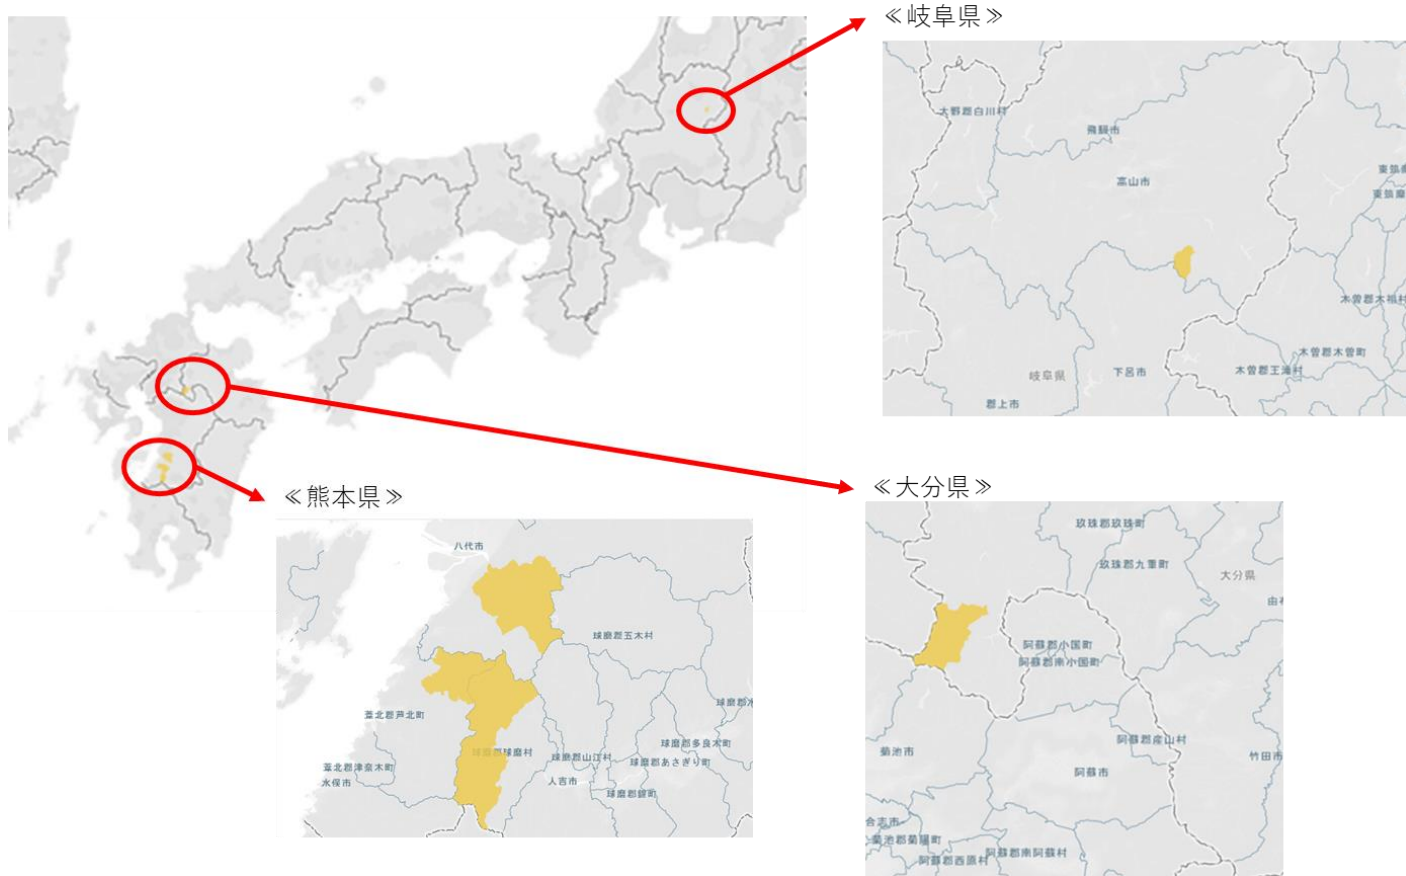 ≪岐阜県≫
大野郡白川村
飛騨市
高山市
木曽郡木曽町
木曽郡王滝村
岐阜県
下呂市
郡上市
≪熊本県≫
八代市
球磨郡五木村
葦北郡芦北町
球磨郡球磨村
球磨郡山江村
球磨郡多良木町
球磨郡あさぎり町
葦北郡津奈木町
水俣市
人吉市
球磨郡錦町
≪大分県≫
玖珠郡玖珠町
玖珠郡九重町
大分県
阿蘇郡小国町
阿蘇郡南小国町
阿蘇郡産山村
菊池市
阿蘇市
竹田市
合志市
菊池郡菊陽町
阿蘇郡西原村
阿蘇郡南阿蘇村